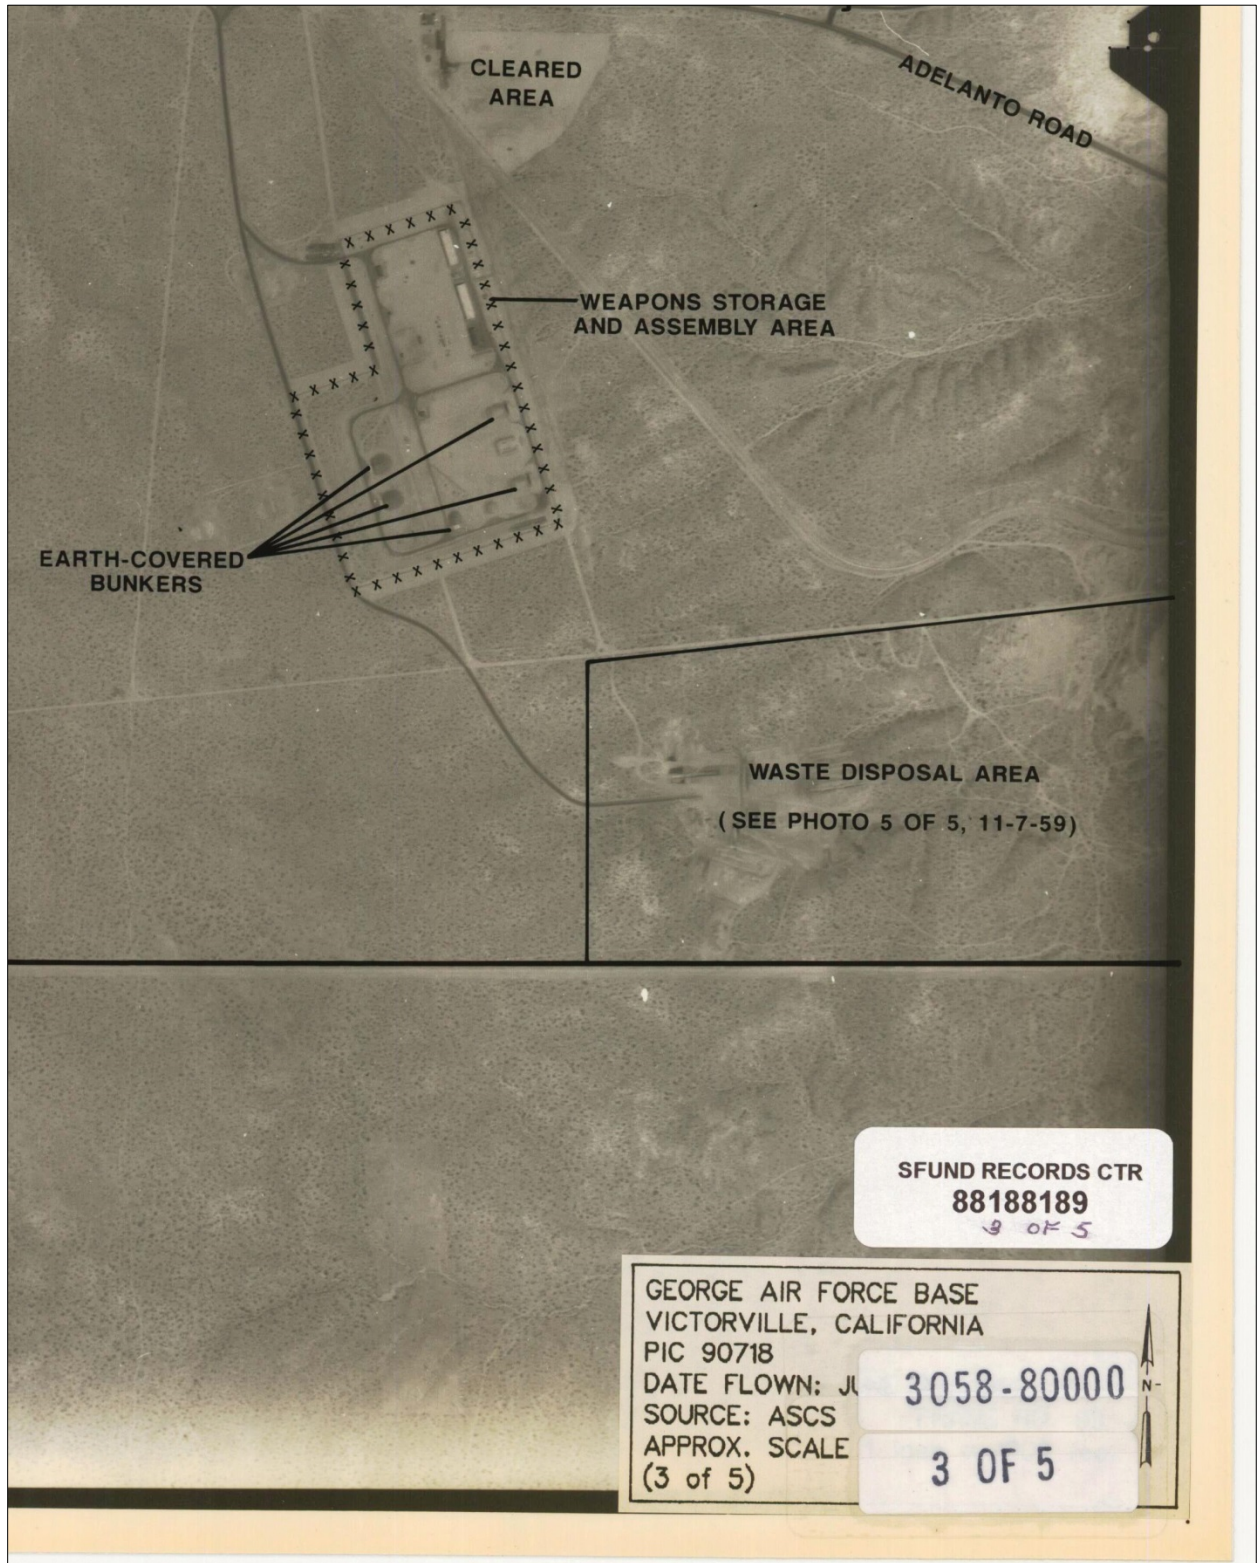 CLEARED
AREA
ADELANTO ROAD
WEAPONS STORAGE
AND ASSEMBLY AREA
EARTH-COVERED
BUNKERS
WASTE DISPOSAL AREA
(SEE PHOTO 5 OF 5, 11-7-59)
SFUND RECORDS CTR
88188189
3 OF 5
GEORGE AIR FORCE BASE
VICTORVILLE, CALIFORNIA
PIC 90718
DATE FLOWN:
3058-80000
SOURCE: ASCS
APPROX. SCALE
(3 of 5)
3 OF 5
N